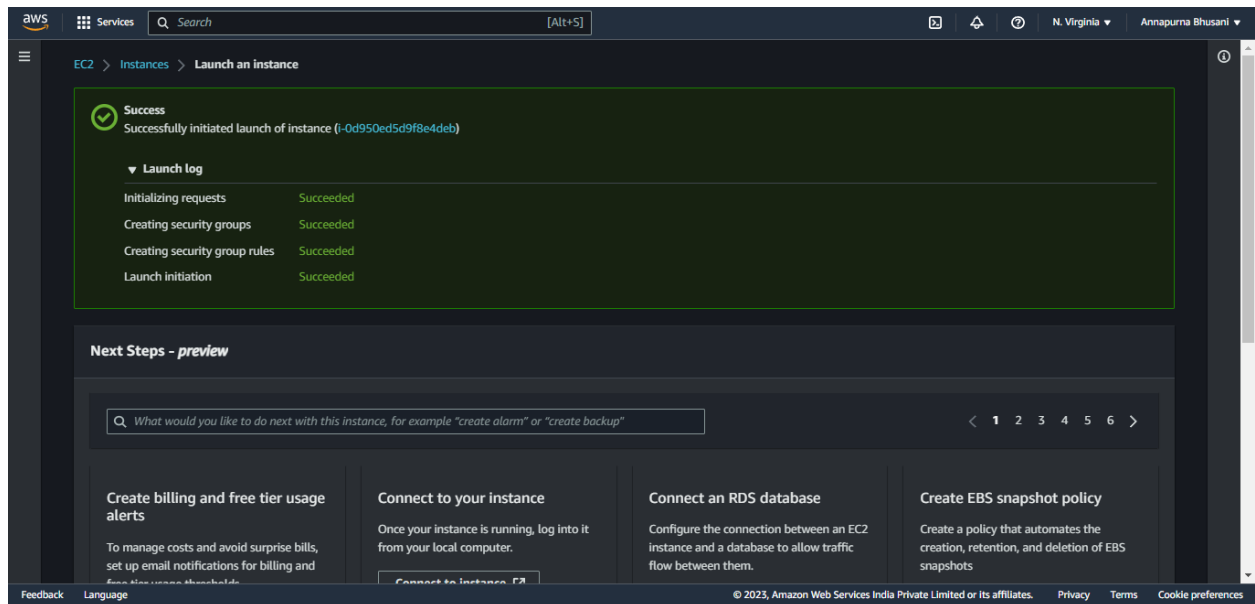 aws Services Search [Alt+S] N. Virginia Annapurna Bhusani
EC2 > Instances > Launch an instance
Success
Successfully initiated launch of instance (i-0d950ed5d9f8e4deb)
Launch log
Initializing requests Succeeded
Creating security groups Succeeded
Creating security group rules Succeeded
Launch initiation Succeeded
Next Steps - preview
What would you like to do next with this instance, for example "create alarm" or "create backup"
< 1 2 3 4 5 6 >
Create billing and free tier usage
alerts
To manage costs and avoid surprise bills,
set up email notifications for billing and
free tier usage thresholds.
Connect to your instance
Once your instance is running, log into it
from your local computer.
Connect to instance
Connect an RDS database
Configure the connection between an EC2
instance and a database to allow traffic
flow between them.
Create EBS snapshot policy
Create a policy that automates the
creation, retention, and deletion of EBS
snapshots
Feedback Language © 2023, Amazon Web Services India Private Limited or its affiliates. Privacy Terms Cookie preferences